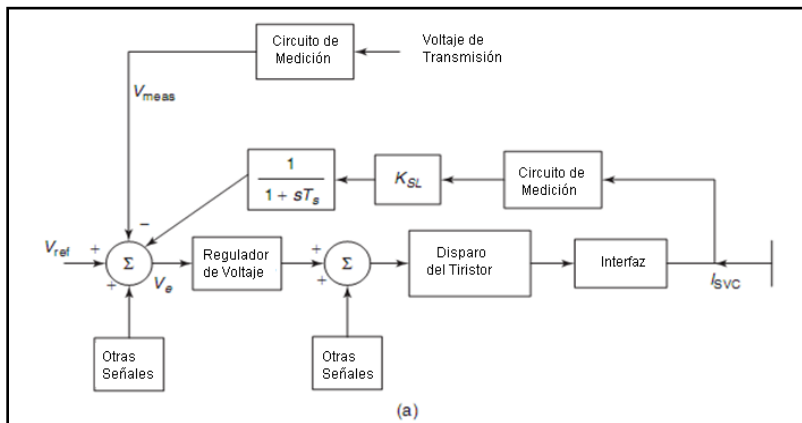 Circuito de
Medición
Voltaje de
Transmisión
V_meas
1
1 + sT_s
K_SL
Circuito de
Medición
−
V_ref
+
Σ
+
V_e
Regulador
de Voltaje
+
Σ
+
Disparo
del Tiristor
Interfaz
I_SVC
Otras
Señales
Otras
Señales
(a)